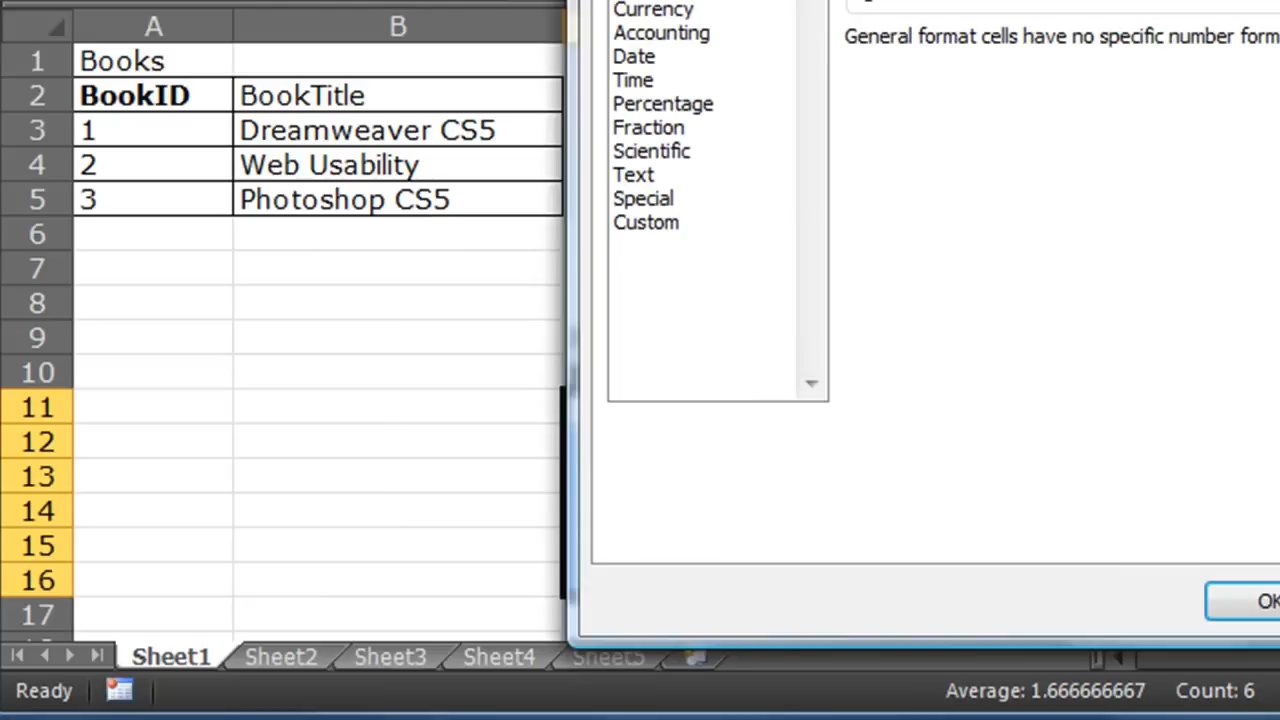 A B
1 Books
2 BookID BookTitle
3 1 Dreamweaver CS5
4 2 Web Usability
5 3 Photoshop CS5
6
7
8
9
10
11
12
13
14
15
16
17
Currency
Accounting
Date
Time
Percentage
Fraction
Scientific
Text
Special
Custom
General format cells have no specific number form
OK
Sheet1 Sheet2 Sheet3 Sheet4 Sheet5
Ready Average: 1.666666667 Count: 6